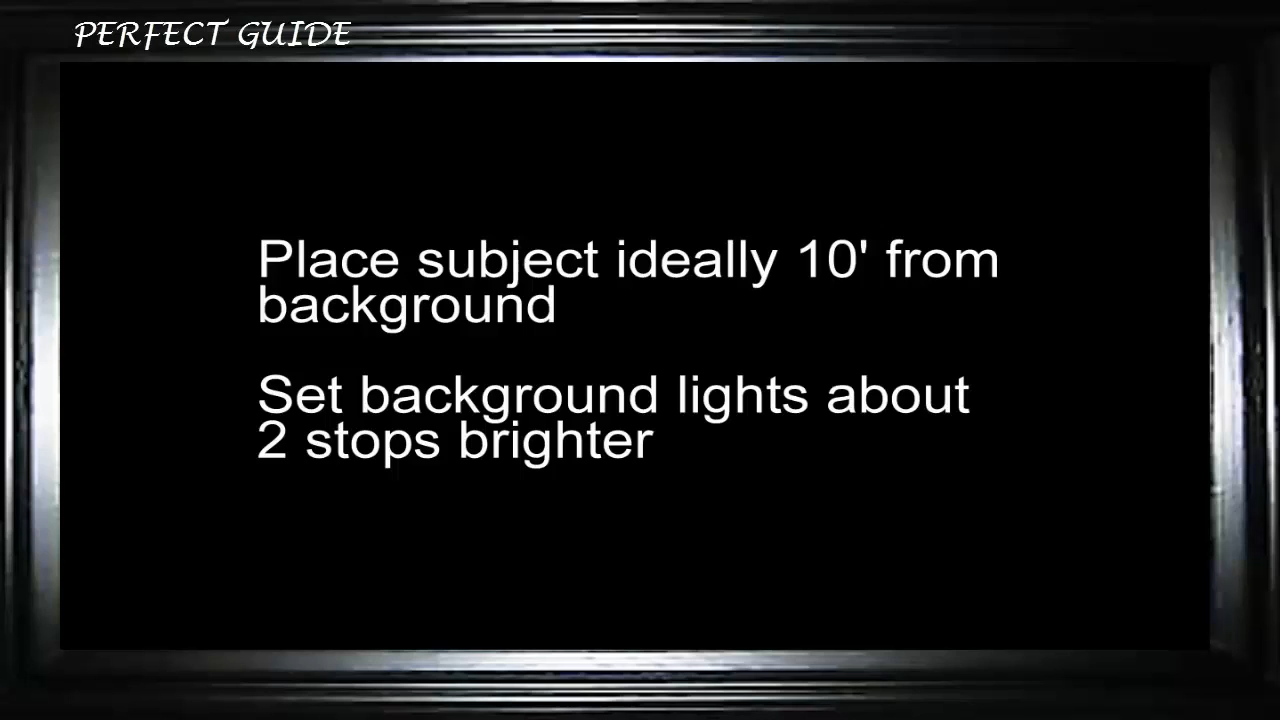 PERFECT GUIDE
Place subject ideally 10' from
background
Set background lights about
2 stops brighter